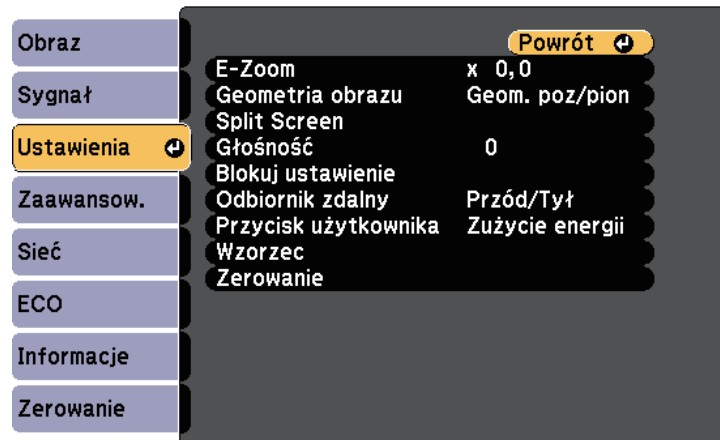 Obraz
Sygnał
Ustawienia
Zaawansow.
Sieć
ECO
Informacje
Zerowanie
Powrót
E-Zoom x 0,0
Geometria obrazu Geom. poz/pion
Split Screen
Głośność 0
Blokuj ustawienie
Odbiornik zdalny Przód/Tył
Przycisk użytkownika Zużycie energii
Wzorzec
Zerowanie